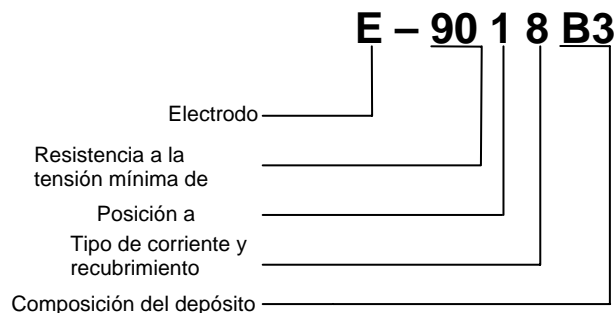 E – 90 1 8 B3
Electrodo
Resistencia a la
tensión mínima de
Posición a
Tipo de corriente y
recubrimiento
Composición del depósito